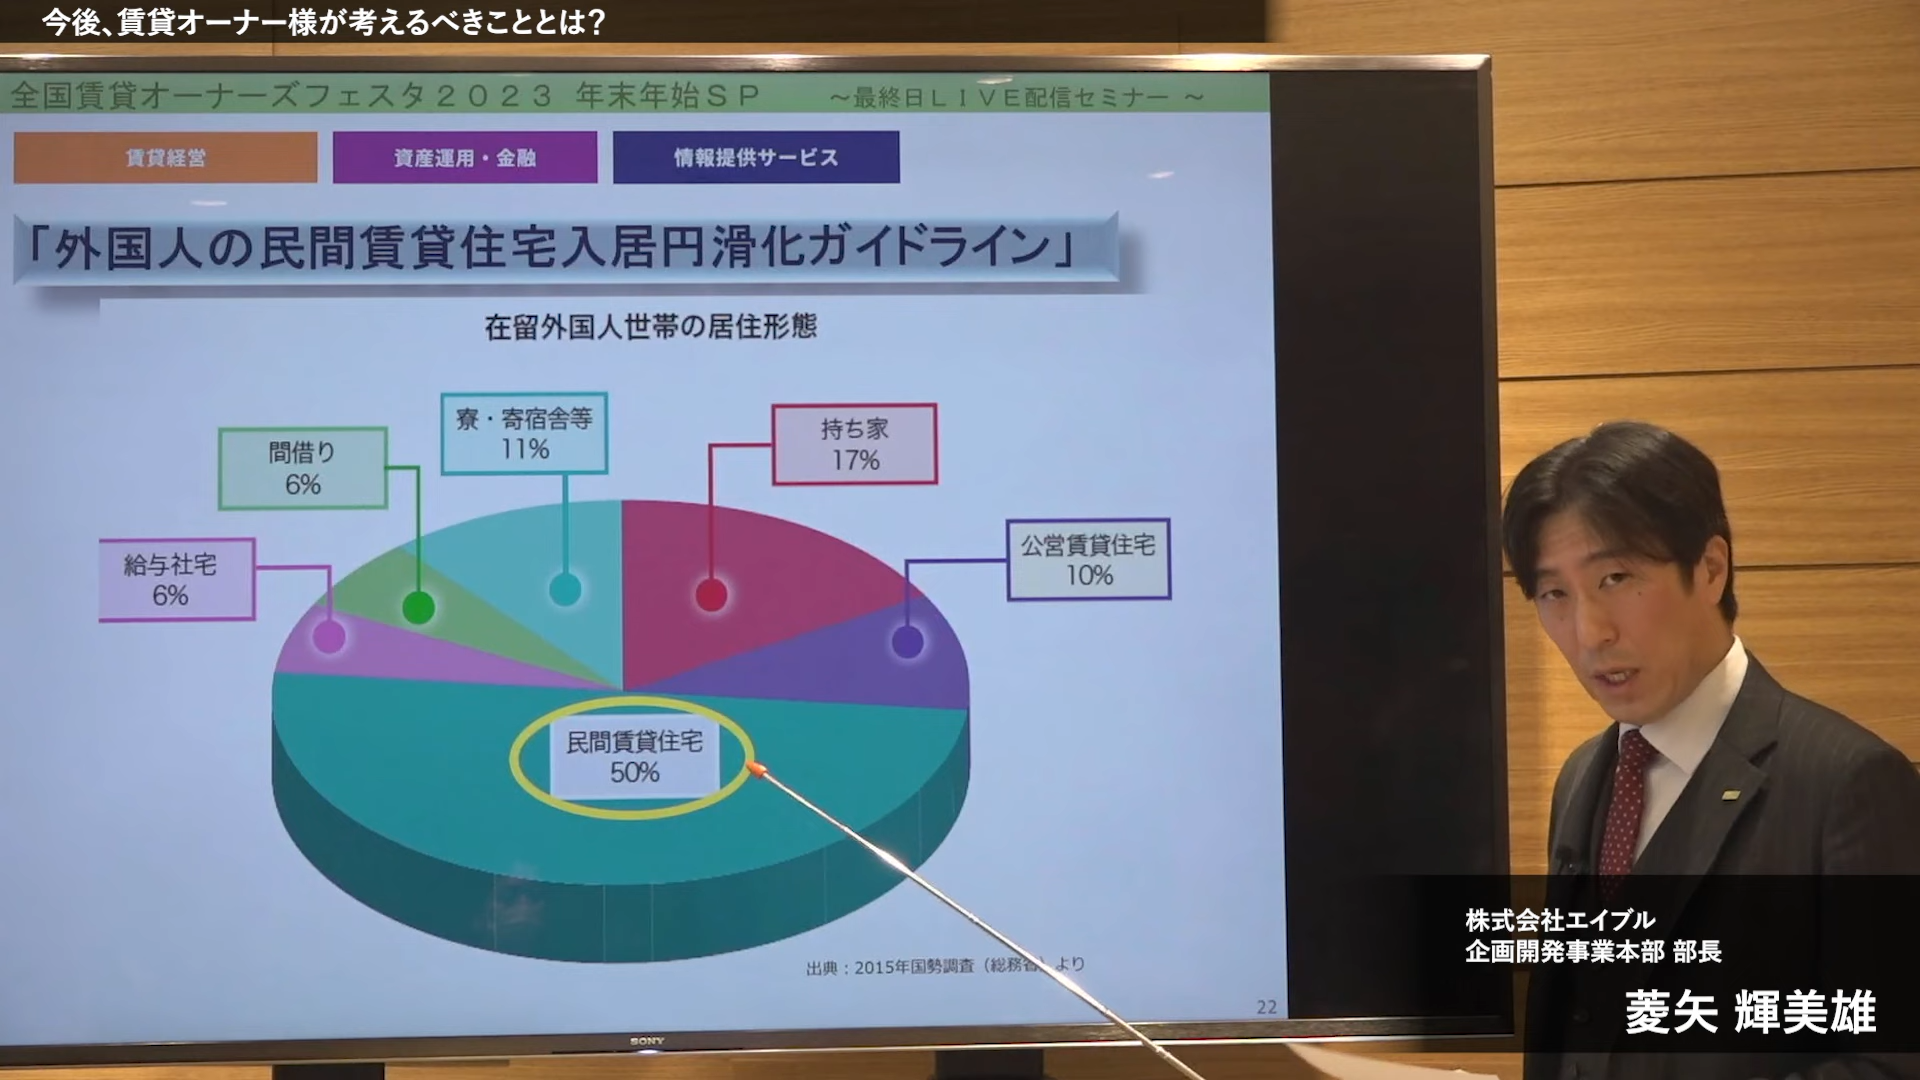 今後、賃貸オーナー様が考えるべきこととは?
全国賃貸オーナーズフェスタ２０２３ 年末年始ＳＰ ～最終日ＬＩＶＥ配信セミナー ～
賃貸経営
資産運用・金融
情報提供サービス
「外国人の民間賃貸住宅入居円滑化ガイドライン」
在留外国人世帯の居住形態
寮・寄宿舎等
11%
持ち家
17%
間借り
6%
公営賃貸住宅
10%
給与社宅
6%
民間賃貸住宅
50%
出典：2015年国勢調査（総務省）より
22
SONY
株式会社エイブル
企画開発事業本部 部長
菱矢 輝美雄